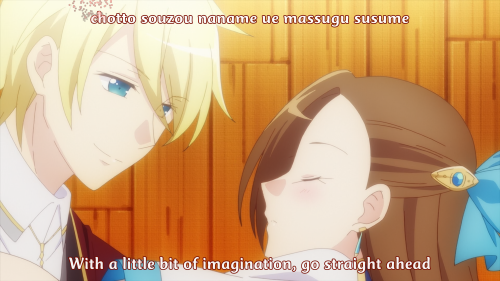 chotto souzou naname ue massugu susume
With a little bit of imagination, go straight ahead